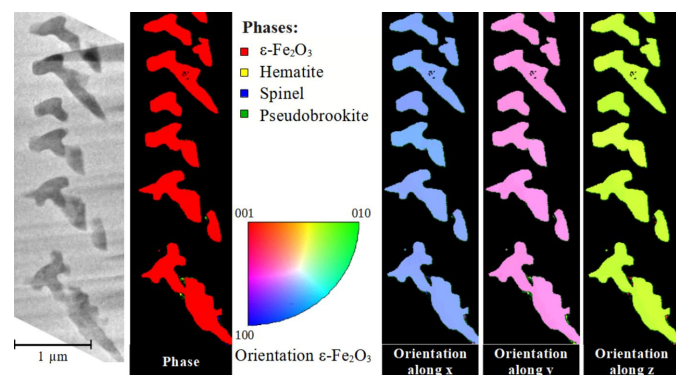 Phases:
ε-Fe₂O₃
Hematite
Spinel
Pseudobrookite
001
010
100
1 µm
Phase
Orientation ε-Fe₂O₃
Orientation
along x
Orientation
along y
Orientation
along z